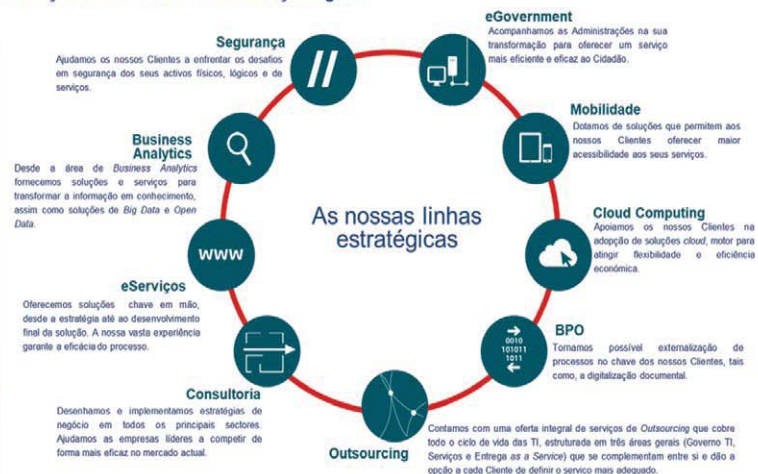 eGovernment
Acompanhamos as Administrações na sua
transformação para oferecer um serviço
mais eficiente e eficaz ao Cidadão.
Segurança
Ajudamos os nossos Clientes a enfrentar os desafios
em segurança dos seus activos físicos, lógicos e de
serviços.
Mobilidade
Dotamos de soluções que permitem aos
nossos Clientes oferecer maior
acessibilidade aos seus serviços.
Business
Analytics
Desde a área de Business Analytics
fornecemos soluções e serviços para
transformar a informação em conhecimento,
assim como soluções de Big Data e Open
Data.
As nossas linhas
estratégicas
Cloud Computing
Apoiamos os nossos Clientes na
adopção de soluções cloud, motor para
atingir flexibilidade e eficiência
económica.
www
eServiços
Oferecemos soluções chave em mão,
desde a estratégia até ao desenvolvimento
final da solução. A nossa vasta experiência
garante a eficácia do processo.
BPO
0010
101011
1011
Tornamos possível externalização de
processos no chave dos nossos Clientes, tais
como, a digitalização documental.
Consultoria
Desenhamos e implementamos estratégias de
negócio em todos os principais sectores.
Ajudamos as empresas líderes a competir de
forma mais eficaz no mercado actual.
Outsourcing
Contamos com uma oferta integral de serviços de Outsourcing que cobre
todo o ciclo de vida das TI, estruturada em três áreas gerais (Governo TI,
Serviços e Entrega as a Service) que se complementam entre si e dão a
opção a cada Cliente de definir o serviço mais adequado.